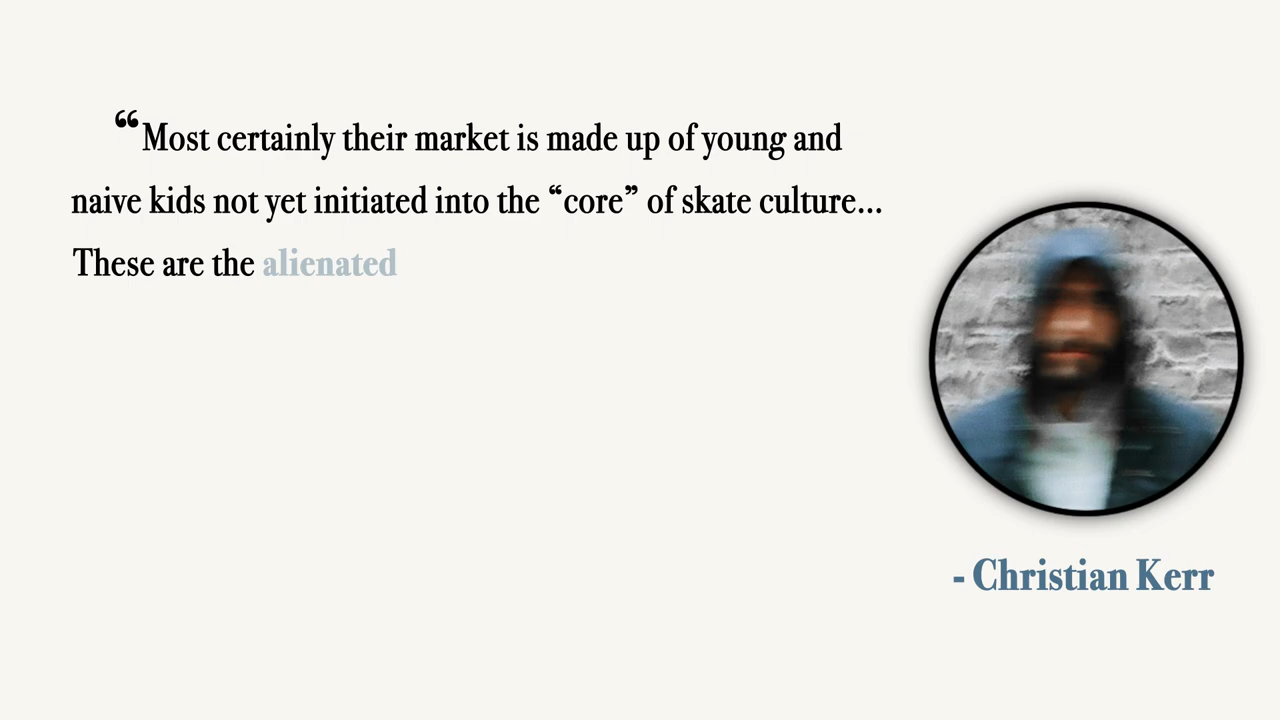 “Most certainly their market is made up of young and
naive kids not yet initiated into the “core” of skate culture...
These are the alienated
- Christian Kerr